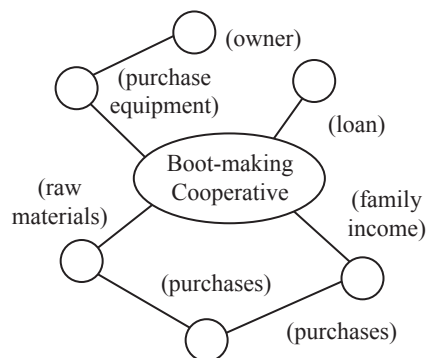 (owner)
(purchase
equipment)
(loan)
Boot-making
Cooperative
(raw
materials)
(family
income)
(purchases)
(purchases)